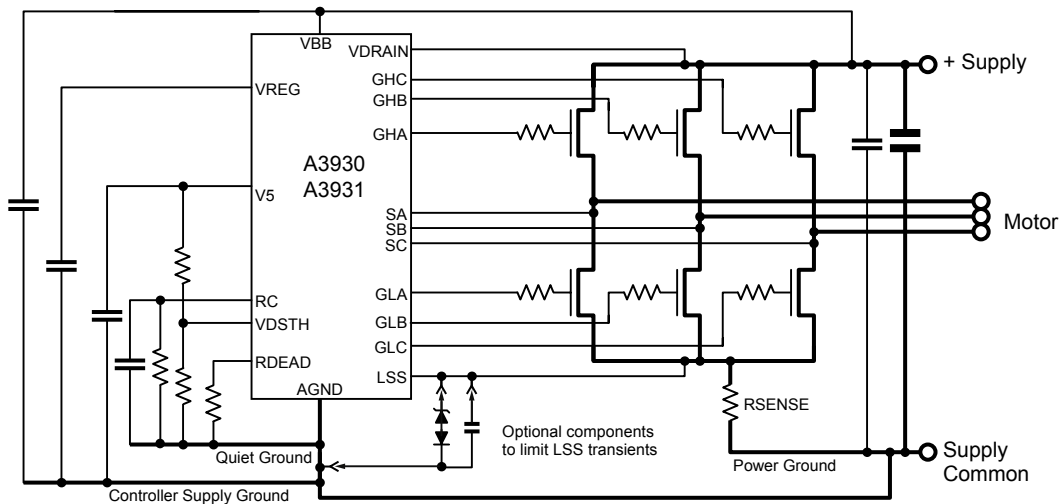 VBB
VDRAIN
+ Supply
GHC
VREG
GHB
GHA
A3930
A3931
V5
SA
SB
SC
Motor
GLA
RC
GLB
VDSTH
GLC
RDEAD
LSS
AGND
RSENSE
Optional components
to limit LSS transients
Quiet Ground
Power Ground
Supply
Common
Controller Supply Ground